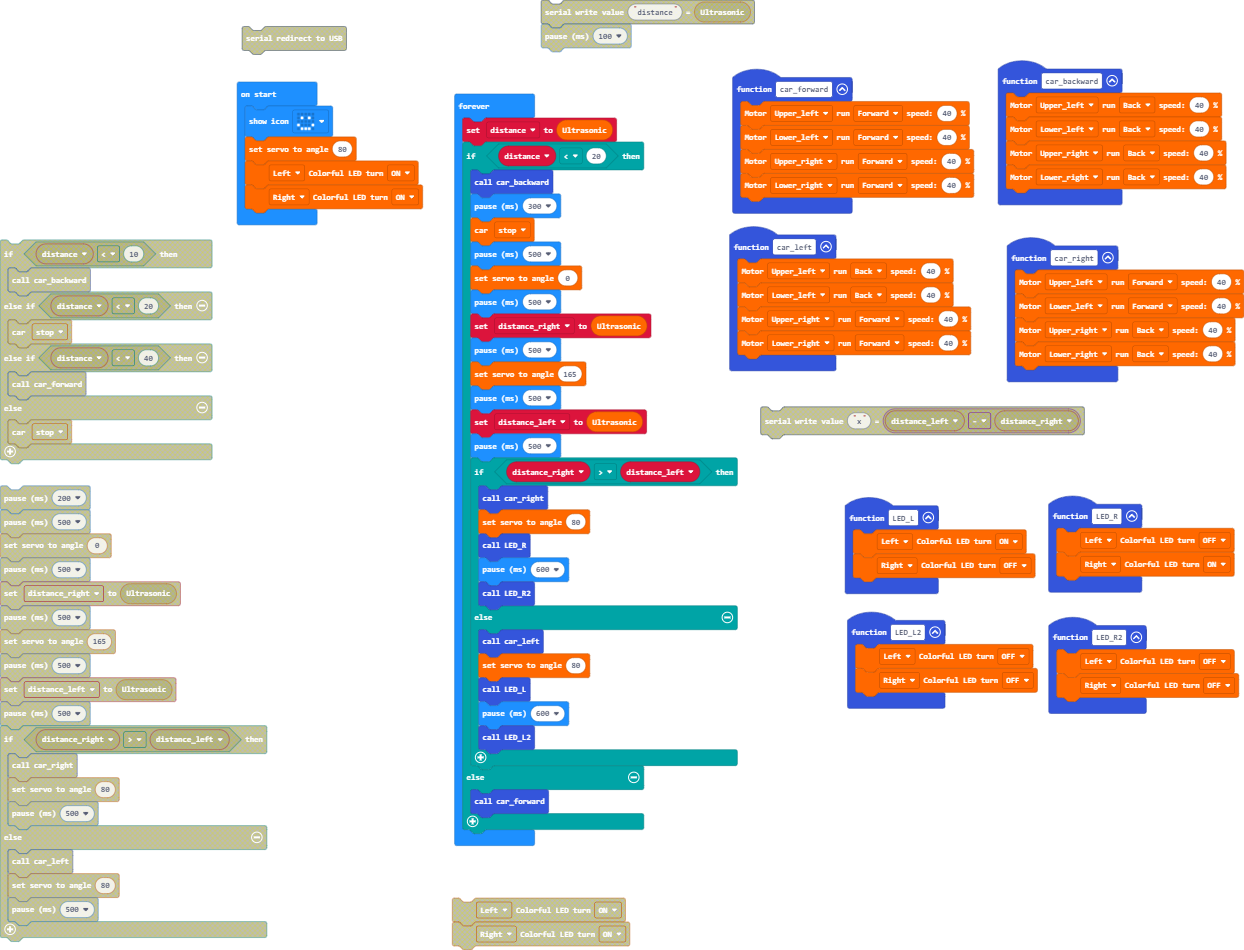 serial write value "distance" = Ultrasonic
pause (ms) 100
serial redirect to USB
on start
show icon
set servo to angle 80
Left Colorful LED turn ON
Right Colorful LED turn ON
if distance < 10 then
call car_backward
else if distance < 20 then
car stop
else if distance < 40 then
call car_forward
else
car stop
pause (ms) 200
pause (ms) 500
set servo to angle 0
pause (ms) 500
set distance_right to Ultrasonic
pause (ms) 500
set servo to angle 165
pause (ms) 500
set distance_left to Ultrasonic
pause (ms) 500
if distance_right > distance_left then
call car_right
set servo to angle 80
pause (ms) 500
else
call car_left
set servo to angle 80
pause (ms) 500
forever
set distance to Ultrasonic
if distance < 20 then
call car_backward
pause (ms) 300
car stop
pause (ms) 500
set servo to angle 0
pause (ms) 500
set distance_right to Ultrasonic
pause (ms) 500
set servo to angle 165
pause (ms) 500
set distance_left to Ultrasonic
pause (ms) 500
if distance_right > distance_left then
call car_right
set servo to angle 80
call LED_R
pause (ms) 600
call LED_R2
else
call car_left
set servo to angle 80
call LED_L
pause (ms) 600
call LED_L2
else
call car_forward
Left Colorful LED turn ON
Right Colorful LED turn ON
function car_forward
Motor Upper_left run Forward speed: 40 %
Motor Lower_left run Forward speed: 40 %
Motor Upper_right run Forward speed: 40 %
Motor Lower_right run Forward speed: 40 %
function car_backward
Motor Upper_left run Back speed: 40 %
Motor Lower_left run Back speed: 40 %
Motor Upper_right run Back speed: 40 %
Motor Lower_right run Back speed: 40 %
function car_left
Motor Upper_left run Back speed: 40 %
Motor Lower_left run Back speed: 40 %
Motor Upper_right run Forward speed: 40 %
Motor Lower_right run Forward speed: 40 %
function car_right
Motor Upper_left run Forward speed: 40 %
Motor Lower_left run Forward speed: 40 %
Motor Upper_right run Back speed: 40 %
Motor Lower_right run Back speed: 40 %
serial write value "x" = distance_left - distance_right
function LED_L
Left Colorful LED turn ON
Right Colorful LED turn OFF
function LED_R
Left Colorful LED turn OFF
Right Colorful LED turn ON
function LED_L2
Left Colorful LED turn OFF
Right Colorful LED turn OFF
function LED_R2
Left Colorful LED turn OFF
Right Colorful LED turn OFF